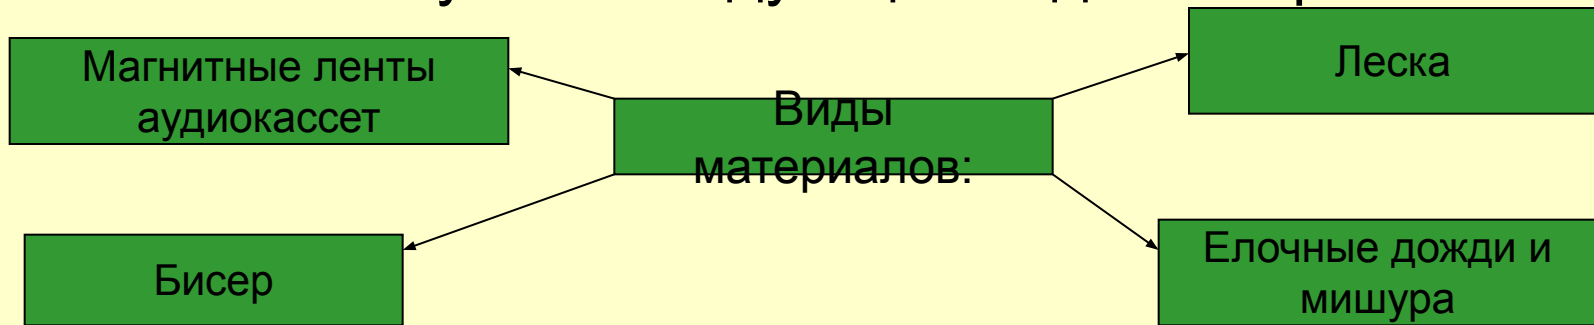 Магнитные ленты
аудиокассет
Виды
материалов:
Леска
Бисер
Елочные дожди и
мишура